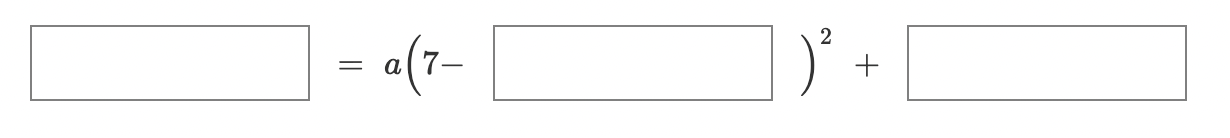 = a(7− )² +